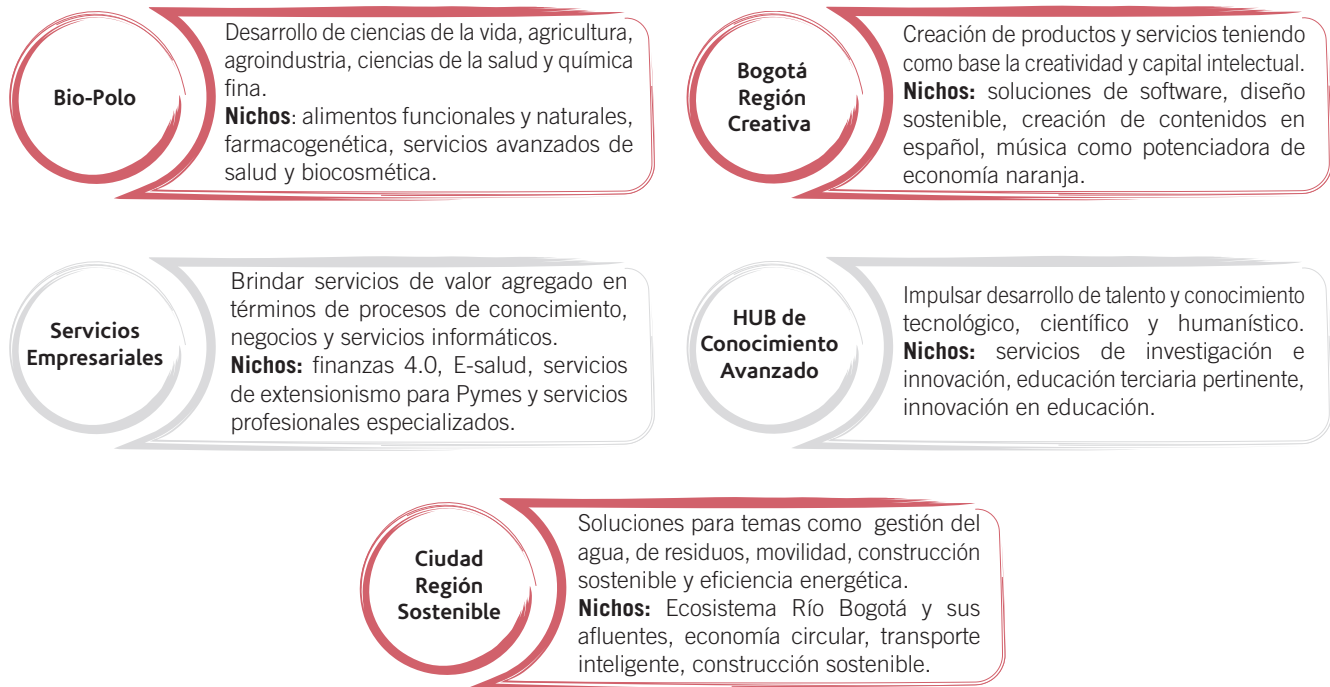 Bio-Polo
Desarrollo de ciencias de la vida, agricultura,
agroindustria, ciencias de la salud y química
fina.
Nichos: alimentos funcionales y naturales,
farmacogenética, servicios avanzados de
salud y biocosmética.
Bogotá
Región
Creativa
Creación de productos y servicios teniendo
como base la creatividad y capital intelectual.
Nichos: soluciones de software, diseño
sostenible, creación de contenidos en
español, música como potenciadora de
economía naranja.
Servicios
Empresariales
Brindar servicios de valor agregado en
términos de procesos de conocimiento,
negocios y servicios informáticos.
Nichos: finanzas 4.0, E-salud, servicios
de extensionismo para Pymes y servicios
profesionales especializados.
HUB de
Conocimiento
Avanzado
Impulsar desarrollo de talento y conocimiento
tecnológico, científico y humanístico.
Nichos: servicios de investigación e
innovación, educación terciaria pertinente,
innovación en educación.
Ciudad
Región
Sostenible
Soluciones para temas como gestión del
agua, de residuos, movilidad, construcción
sostenible y eficiencia energética.
Nichos: Ecosistema Río Bogotá y sus
afluentes, economía circular, transporte
inteligente, construcción sostenible.